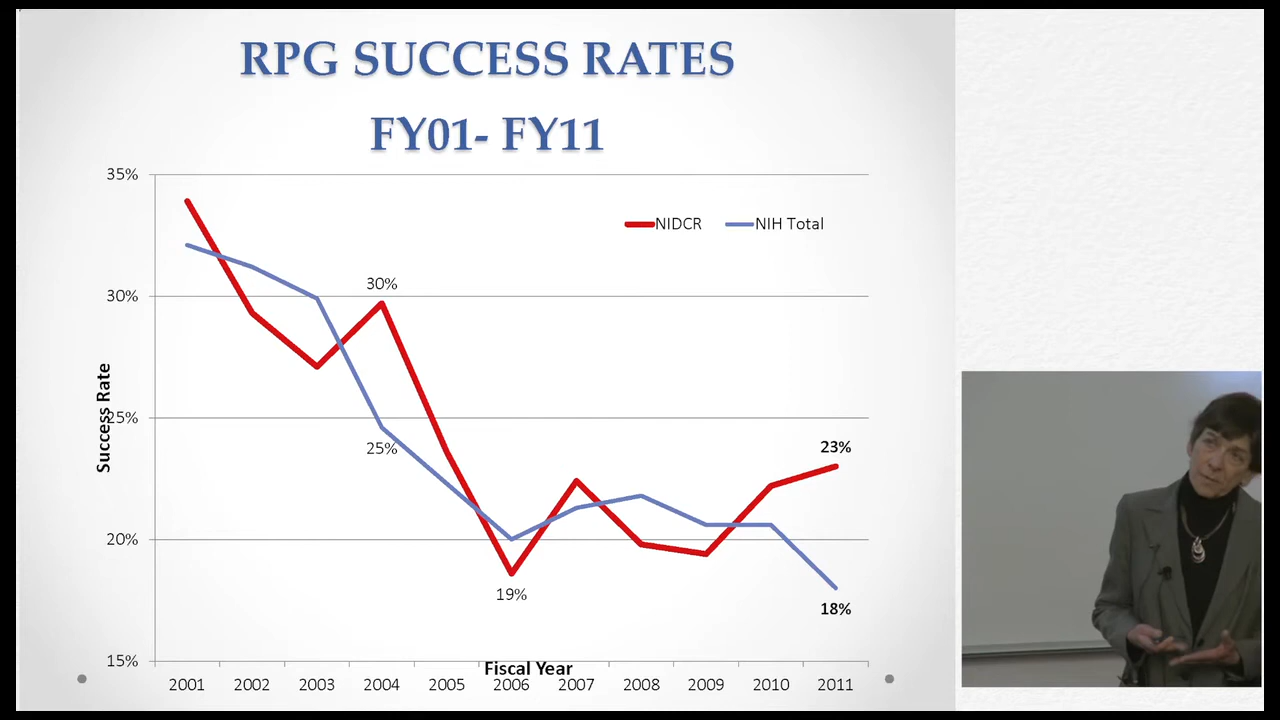 RPG SUCCESS RATES
FY01- FY11
35%
30%
25%
20%
15%
Success Rate
NIDCR
NIH Total
30%
25%
19%
23%
18%
Fiscal Year
2001 2002 2003 2004 2005 2006 2007 2008 2009 2010 2011